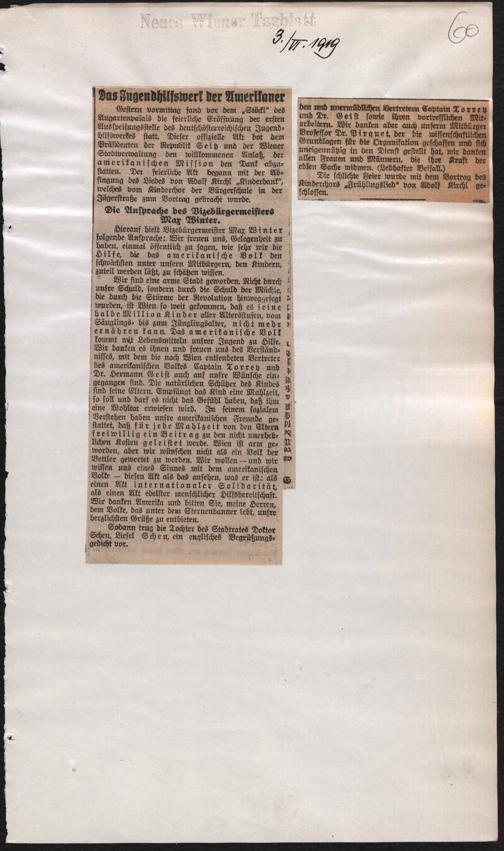 Neues Wiener Tagblatt
3./VI. 1919
60
Das Jugendhilfswerk der Amerikaner
Gestern vormittag fand vor dem „Stöckl" des
Augartenpalais die feierliche Eröffnung der ersten
Ausspeisungsstelle des deutschösterreichischen Jugend-
hilfswerkes statt. Dieser offizielle Akt bot dem
Präsidenten der Republik Seitz und der Wiener
Stadtverwaltung den willkommenen Anlaß, der
amerikanischen Mission den Dank abzu-
statten. Der feierliche Akt begann mit der Ab-
singung des Liedes von Adolf Kirchl „Kinderdank",
welches vom Kinderchor der Bürgerschule in der
Jägerstraße zum Vortrag gebracht wurde.
Die Ansprache des Vizebürgermeisters
Max Winter.
Hierauf hielt Vizebürgermeister Max Winter
folgende Ansprache: Wir freuen uns, Gelegenheit zu
haben, einmal öffentlich zu sagen, wie sehr wir die
Hilfe, die das amerikanische Volk den
schwächsten unter unsern Mitbürgern, den Kindern,
zuteil werden läßt, zu schätzen wissen.
Wir sind eine arme Stadt geworden. Nicht durch
unsre Schuld, sondern durch die Schuld der Mächte,
die durch die Stürme der Revolution hinweggefegt
wurden, ist Wien so weit gekommen, daß es seine
halbe Million Kinder aller Altersstufen, vom
Säuglings- bis zum Jünglingsalter, nicht mehr
ernähren kann. Das amerikanische Volk
kommt mit Lebensmitteln unsrer Jugend zu Hilfe.
Wir danken es ihnen und freuen uns des Verständ-
nisses, mit dem die nach Wien entsendeten Vertreter
des amerikanischen Volkes Captain Torrey und
Dr. Hermann Geist auch auf unsre Wünsche ein-
gegangen sind. Die natürlichen Schützer des Kindes
sind seine Eltern. Empfängt das Kind eine Mahlzeit,
so soll und darf es nicht das Gefühl haben, daß ihm
eine Wohltat erwiesen wird. In seinem sozialen
Verstehen haben unsre amerikanischen Freunde ge-
stattet, daß für jede Mahlzeit von den Eltern
freiwillig ein Beitrag zu den nicht unerheb-
lichen Kosten geleistet werde. Wien ist arm ge-
worden, aber wir wünschen nicht als ein Volk der
Bettler gewertet zu werden. Wir wollen — und wir
wissen uns eines Sinnes mit dem amerikanischen
Volke — diesen Akt als das ansehen, was er ist: als
einen Akt internationaler Solidarität,
als einen Akt edelster menschlicher Hilfsbereitschaft.
Wir danken Amerika und bitten Sie, meine Herren,
dem Volke, das unter dem Sternenbanner lebt, unsre
herzlichsten Grüße zu entbieten.
Sodann trug die Tochter des Stadtrates Doktor
Schen, Liesel Schen, ein englisches Begrüßungs-
gedicht vor.
den und unermüdlichen Vertretern Captain Torrey
und Dr. Geist sowie Ihren vortrefflichen Mit-
arbeitern. Wir danken aber auch unserm Mitbürger
Professor Dr. Pirquet, der die wissenschaftlichen
Grundlagen für die Organisation geschaffen und sich
uneigennützig in den Dienst gestellt hat, wir danken
allen Frauen und Männern, die ihre Kraft der
edlen Sache widmen. (Lebhafter Beifall.)
Die schlichte Feier wurde mit dem Vortrag des
Kinderchors „Frühlingslied" von Adolf Kirchl ge-
schlossen.